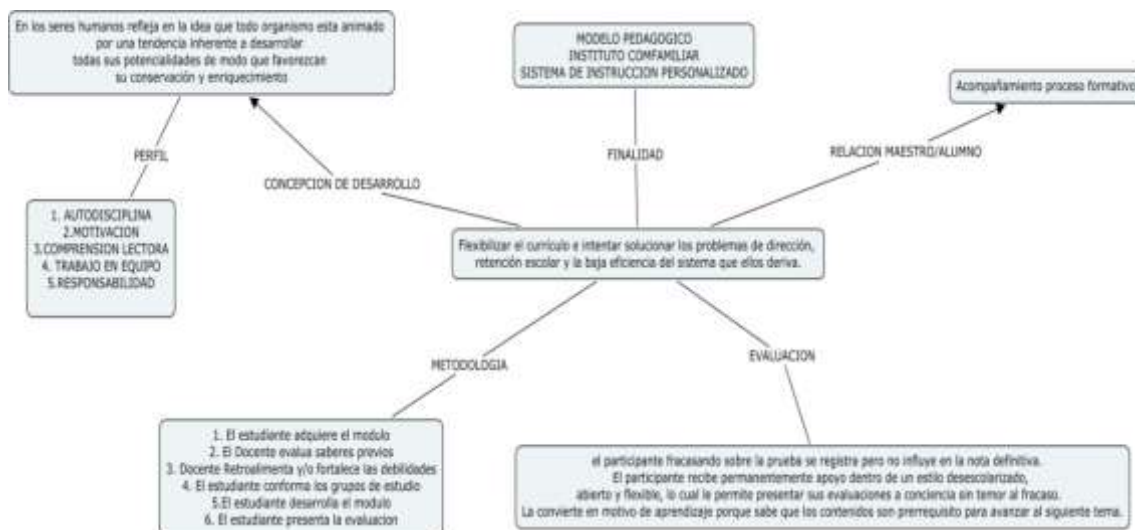 En los seres humanos refleja en la idea que todo organismo esta animado
por una tendencia inherente a desarrollar
todas sus potencialidades de modo que favorezcan
su conservación y enriquecimiento
MODELO PEDAGOGICO
INSTITUTO COMFAMILIAR
SISTEMA DE INSTRUCCION PERSONALIZADO
Acompañamiento proceso formativo
PERFIL
CONCEPCION DE DESARROLLO
FINALIDAD
RELACION MAESTRO/ALUMNO
1. AUTODISCIPLINA
2.MOTIVACION
3.COMPRENSION LECTORA
4. TRABAJO EN EQUIPO
5.RESPONSABILIDAD
Flexibilizar el currículo e intentar solucionar los problemas de dirección,
retención escolar y la baja eficiencia del sistema que ellos deriva.
METODOLOGIA
EVALUACION
1. El estudiante adquiere el modulo
2. El Docente evalua saberes previos
3. Docente Retroalimenta y/o fortalece las debilidades
4. El estudiante conforma los grupos de estudio
5.El estudiante desarrolla el modulo
6. El estudiante presenta la evaluacion
el participante fracasando sobre la prueba se registre pero no influye en la nota definitiva.
El participante recibe permanentemente apoyo dentro de un estilo desescolarizado,
abierto y flexible, lo cual le permite presentar sus evaluaciones a conciencia sin temor al fracaso.
La convierte en motivo de aprendizaje porque sabe que los contenidos son prerrequisito para avanzar al siguiente tema.